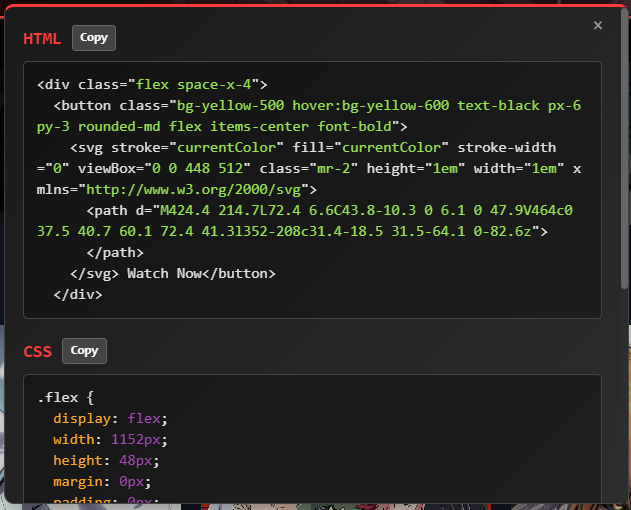 ×
HTML Copy
<div class="flex space-x-4">
<button class="bg-yellow-500 hover:bg-yellow-600 text-black px-6
py-3 rounded-md flex items-center font-bold">
<svg stroke="currentColor" fill="currentColor" stroke-width
="0" viewBox="0 0 448 512" class="mr-2" height="1em" width="1em" x
mlns="http://www.w3.org/2000/svg">
<path d="M424.4 214.7L72.4 6.6C43.8-10.3 0 6.1 0 47.9V464c0
37.5 40.7 60.1 72.4 41.3l352-208c31.4-18.5 31.5-64.1 0-82.6z">
</path>
</svg> Watch Now</button>
</div>
CSS Copy
.flex {
display: flex;
width: 1152px;
height: 48px;
margin: 0px;
padding: 0px;